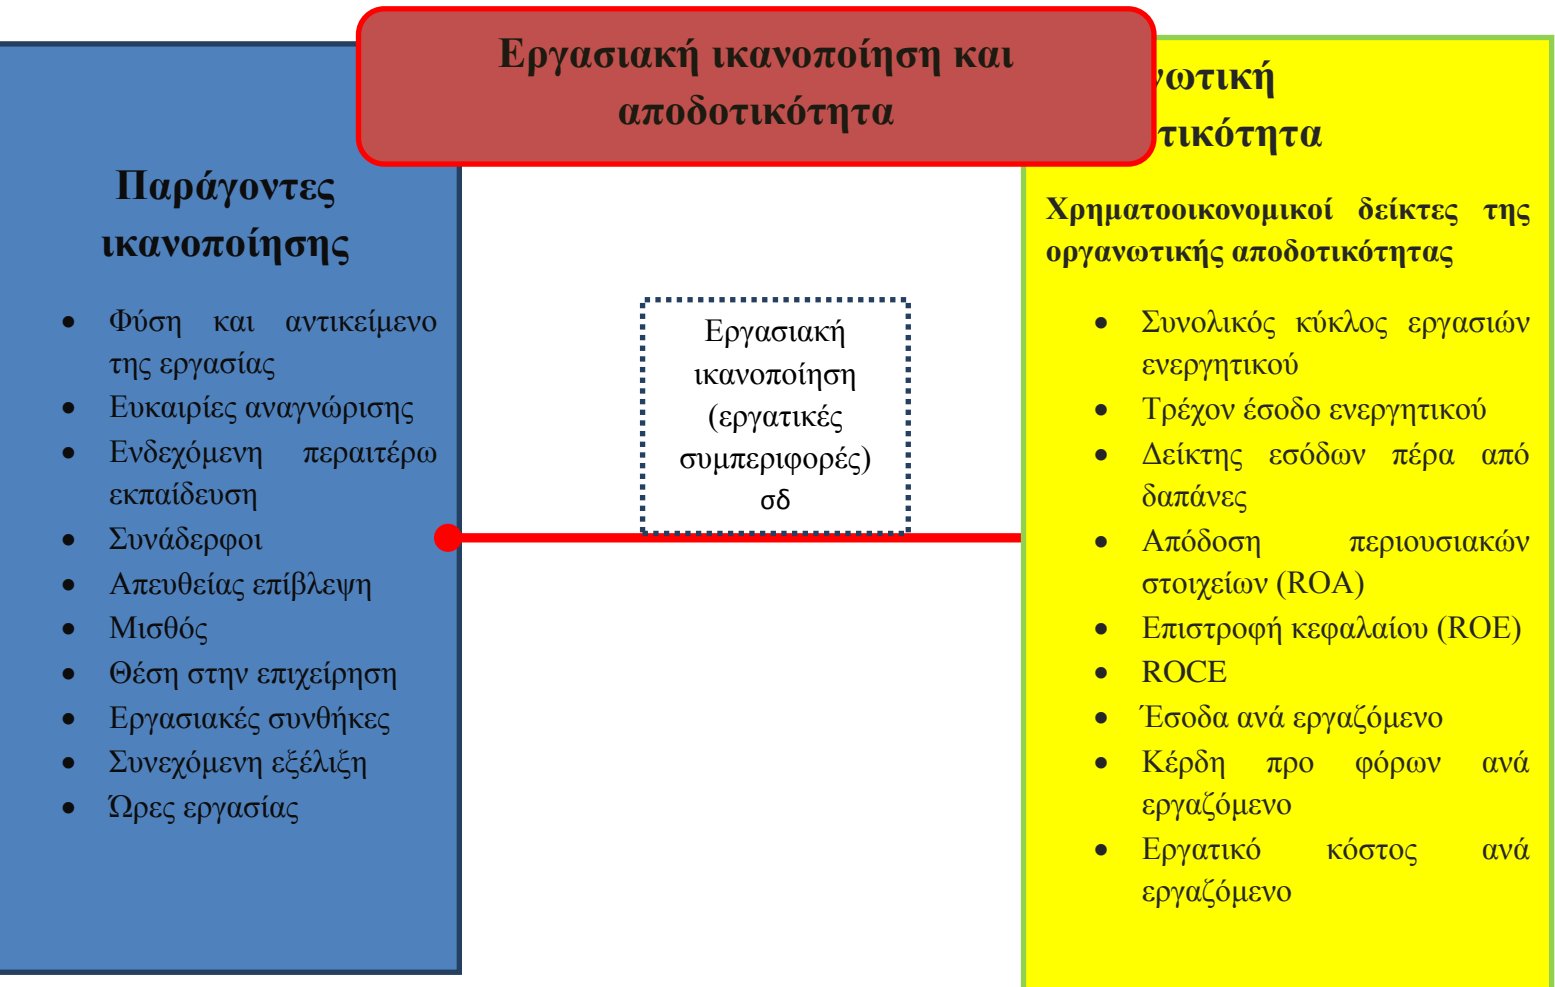 Εργασιακή ικανοποίηση και
αποδοτικότητα
Παράγοντες
ικανοποίησης
• Φύση και αντικείμενο
της εργασίας
• Ευκαιρίες αναγνώρισης
• Ενδεχόμενη περαιτέρω
εκπαίδευση
• Συνάδερφοι
• Απευθείας επίβλεψη
• Μισθός
• Θέση στην επιχείρηση
• Εργασιακές συνθήκες
• Συνεχόμενη εξέλιξη
• Ώρες εργασίας
Εργασιακή
ικανοποίηση
(εργατικές
συμπεριφορές)
σδ
νωτική
τικότητα
Χρηματοοικονομικοί δείκτες της
οργανωτικής αποδοτικότητας
• Συνολικός κύκλος εργασιών
ενεργητικού
• Τρέχον έσοδο ενεργητικού
• Δείκτης εσόδων πέρα από
δαπάνες
• Απόδοση περιουσιακών
στοιχείων (ROA)
• Επιστροφή κεφαλαίου (ROE)
• ROCE
• Έσοδα ανά εργαζόμενο
• Κέρδη προ φόρων ανά
εργαζόμενο
• Εργατικό κόστος ανά
εργαζόμενο